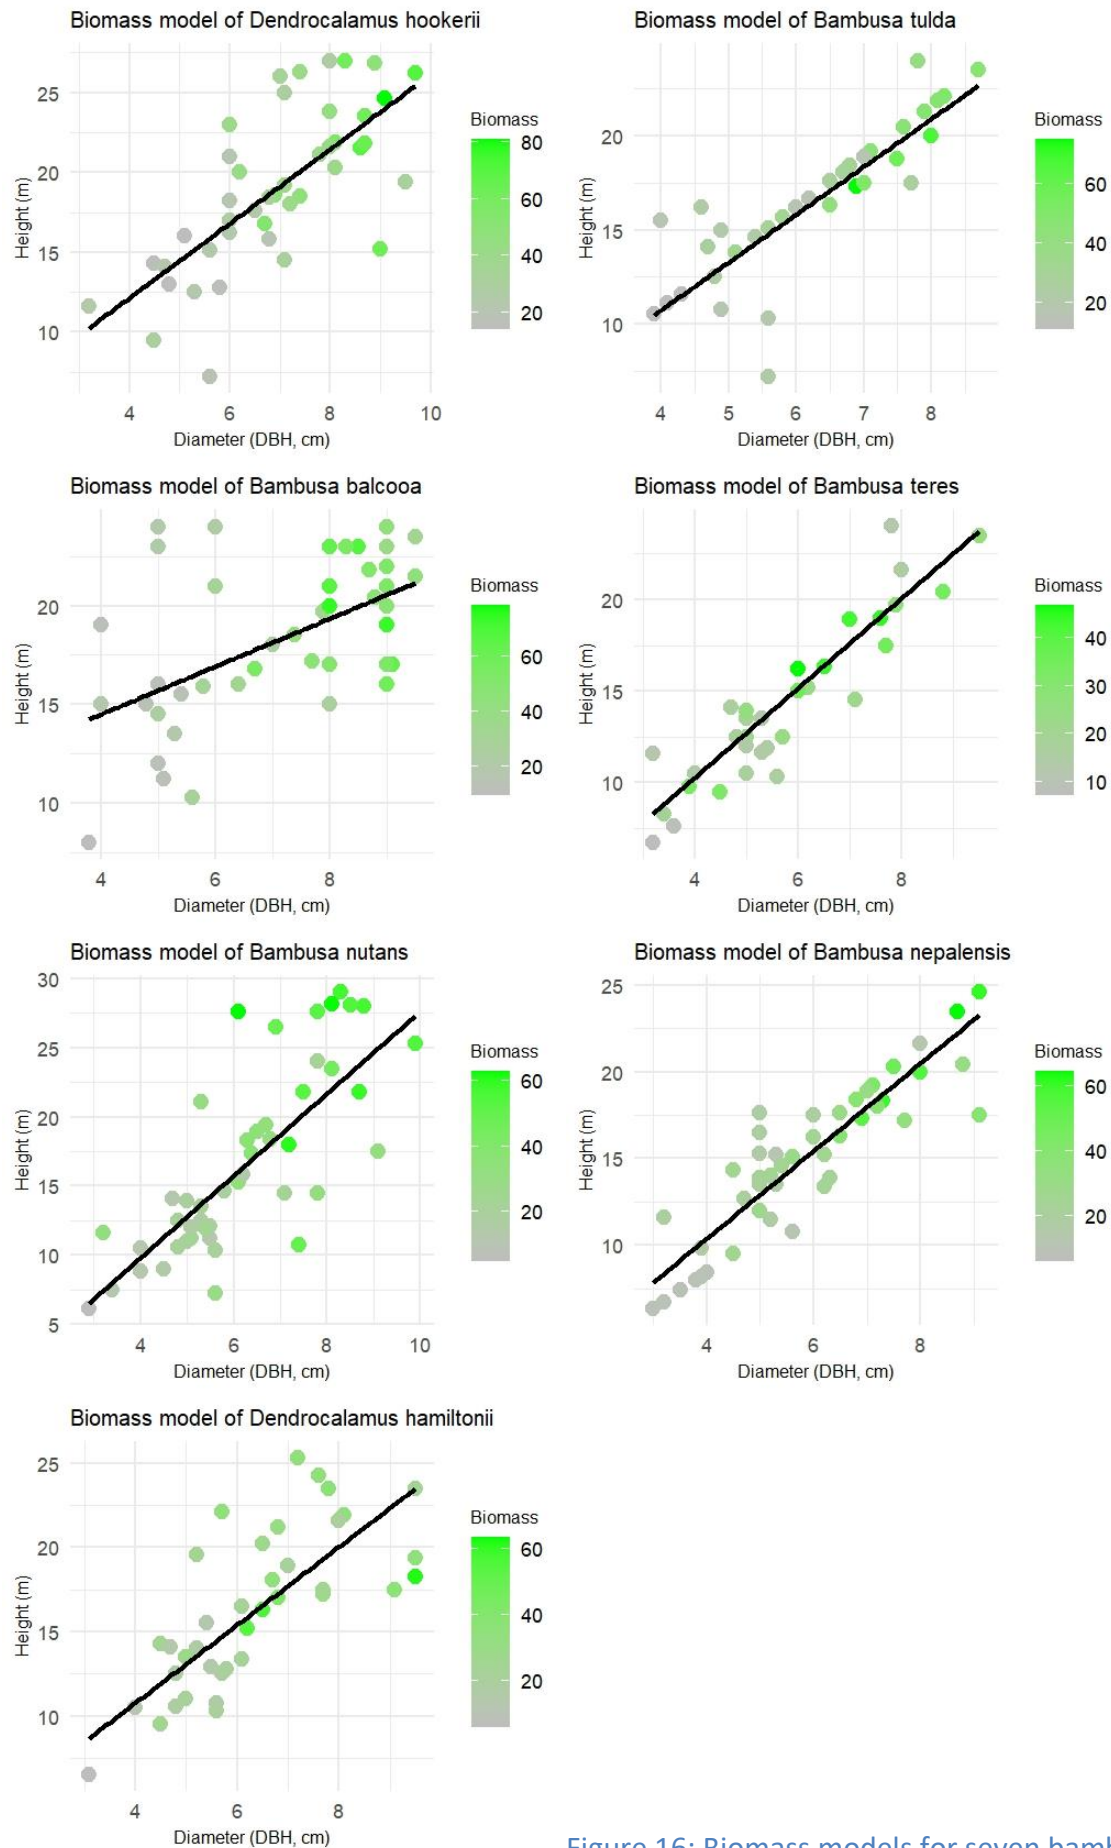 Biomass model of Dendrocalamus hookerii
Height (m)
25
20
15
10
4 6 8 10
Diameter (DBH, cm)
Biomass
80
60
40
20
Biomass model of Bambusa tulda
Height (m)
20
15
10
4 5 6 7 8
Diameter (DBH, cm)
Biomass
60
40
20
Biomass model of Bambusa balcooa
Height (m)
20
15
10
4 6 8
Diameter (DBH, cm)
Biomass
60
40
20
Biomass model of Bambusa teres
Height (m)
20
15
10
4 6 8
Diameter (DBH, cm)
Biomass
40
30
20
10
Biomass model of Bambusa nutans
Height (m)
30
25
20
15
10
5
4 6 8 10
Diameter (DBH, cm)
Biomass
60
40
20
Biomass model of Bambusa nepalensis
Height (m)
25
20
15
10
4 6 8
Diameter (DBH, cm)
Biomass
60
40
20
Biomass model of Dendrocalamus hamiltonii
Height (m)
25
20
15
10
4 6 8
Diameter (DBH, cm)
Biomass
60
40
20
Figure 16: Biomass models for seven